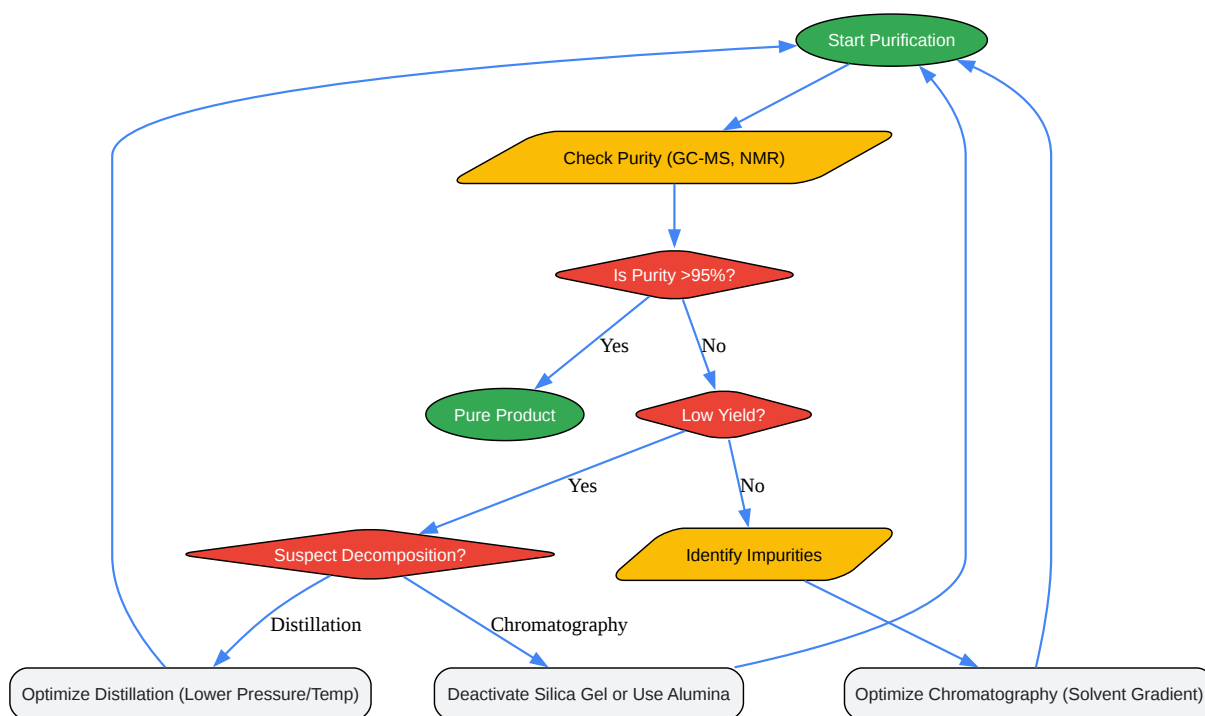 Start Purification
Check Purity (GC-MS, NMR)
Is Purity >95%?
Yes
No
Pure Product
Low Yield?
Yes
No
Suspect Decomposition?
Identify Impurities
Distillation
Chromatography
Optimize Distillation (Lower Pressure/Temp)
Deactivate Silica Gel or Use Alumina
Optimize Chromatography (Solvent Gradient)